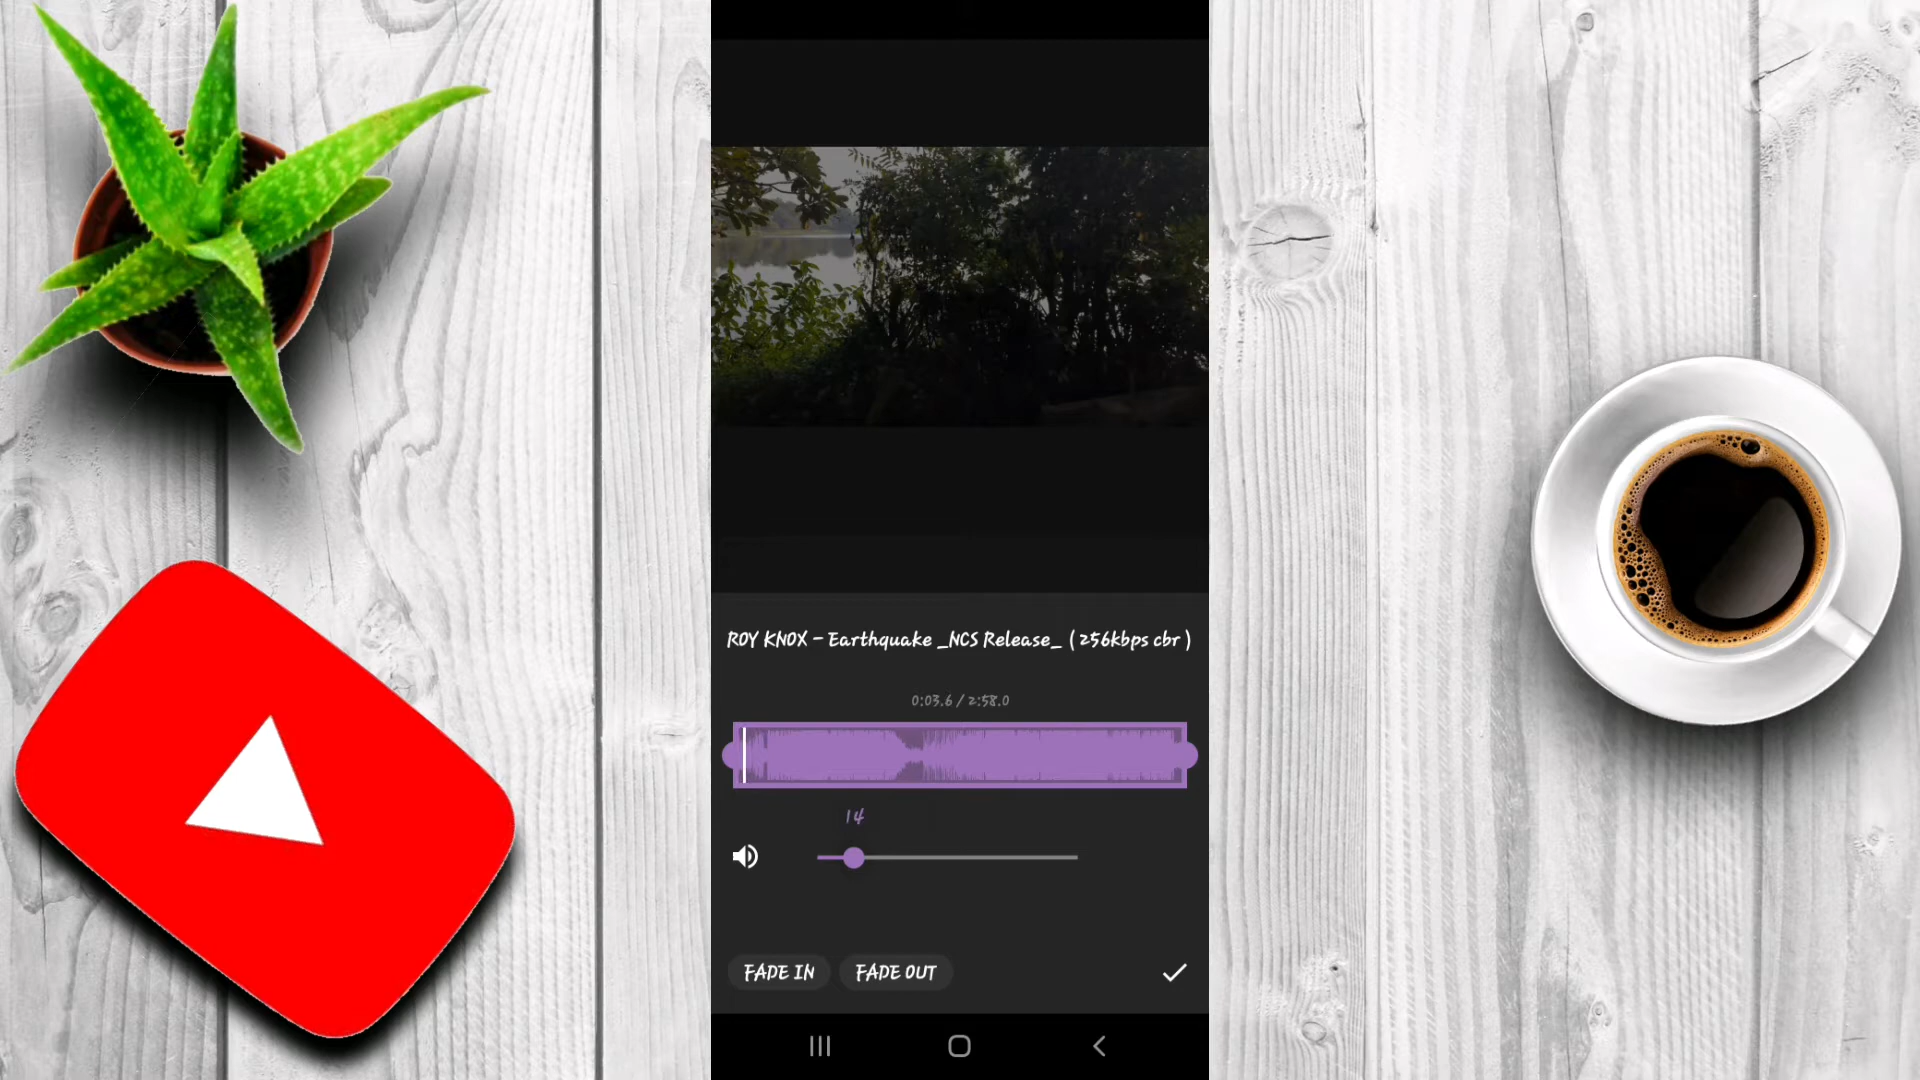 ROY KNOX - Earthquake _NCS Release_ ( 256kbps cbr )
0:03.6 / 2:58.0
14
FADE IN
FADE OUT